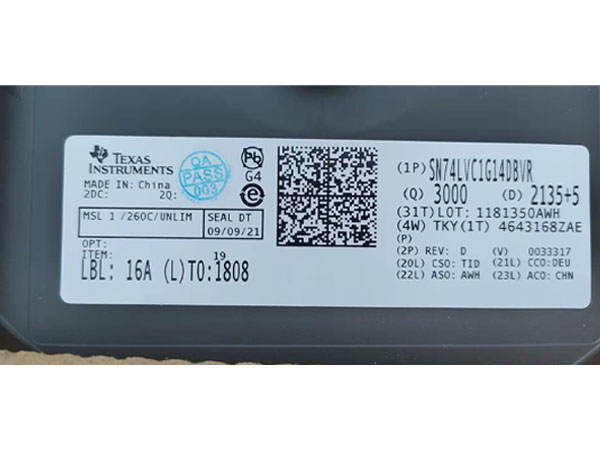 TEXAS
INSTRUMENTS
MADE IN: China
2DC: 2Q:
QA
PASS
003
Pb
G4
e
MSL 1 /260C/UNLIM
SEAL DT
09/09/21
OPT:
ITEM:
19
LBL: 16A (L)TO:1808
(1P) SN74LVC1G14DBVR
(Q) 3000 (D) 2135+5
(31T)LOT: 1181350AWH
(4W) TKY(1T) 4643168ZAE
(P)
(2P) REV: D (V) 0033317
(20L) CSO: TID (21L) CCO:DEU
(22L) ASO: AWH (23L) ACO: CHN